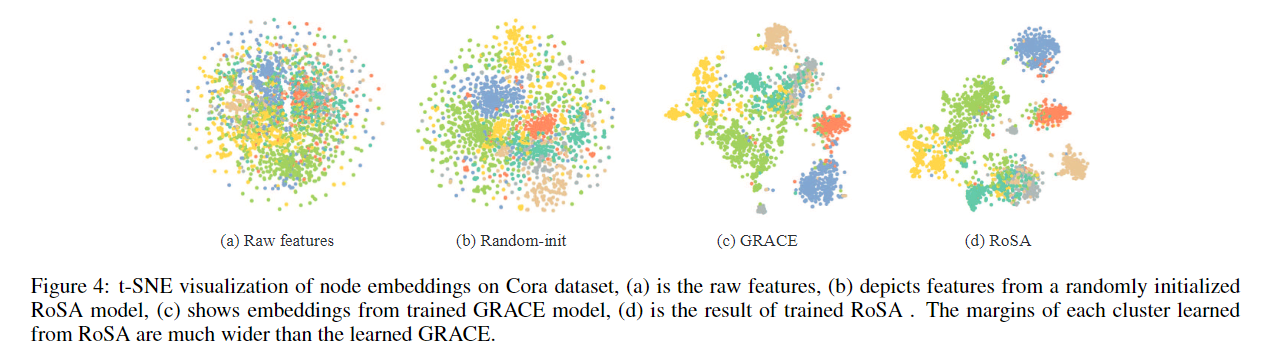 (a) Raw features (b) Random-init (c) GRACE (d) RoSA
Figure 4: t-SNE visualization of node embeddings on Cora dataset, (a) is the raw features, (b) depicts features from a randomly initialized
RoSA model, (c) shows embeddings from trained GRACE model, (d) is the result of trained RoSA . The margins of each cluster learned
from RoSA are much wider than the learned GRACE.